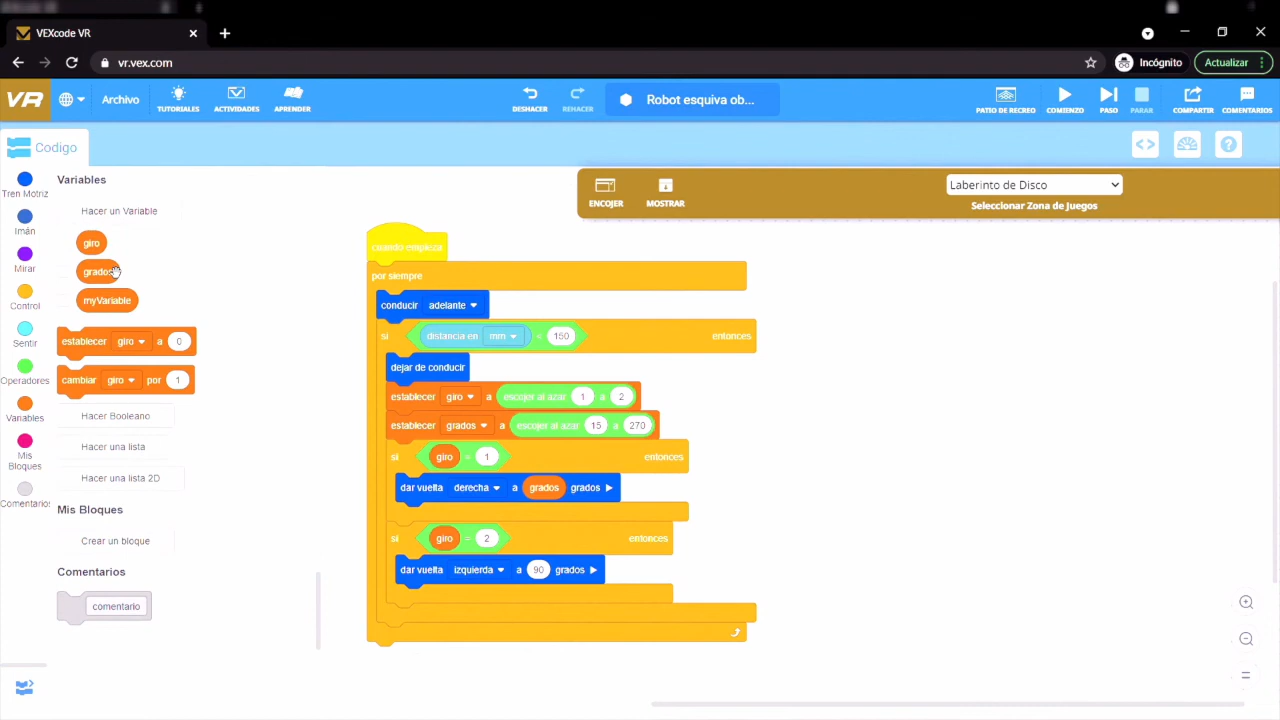 VEXcode VR
vr.vex.com
Incógnito
Actualizar
VR
Archivo
TUTORIALES
ACTIVIDADES
APRENDER
DESHACER
REHACER
Robot esquiva ob...
PATIO DE RECREO
COMIENZO
PASO
PARAR
COMPARTIR
COMENTARIOS
Codigo
Tren Motriz
Imán
Mirar
Control
Sentir
Operadores
Variables
Mis
Bloques
Comentarios
Variables
Hacer un Variable
giro
grados
myVariable
establecer giro a 0
cambiar giro por 1
Hacer Booleano
Hacer una lista
Hacer una lista 2D
Mis Bloques
Crear un bloque
Comentarios
comentario
ENCOJER
MOSTRAR
Laberinto de Disco
Seleccionar Zona de Juegos
cuando empieza
por siempre
conducir adelante
si distancia en mm < 150 entonces
dejar de conducir
establecer giro a escojer al azar 1 a 2
establecer grados a escojer al azar 15 a 270
si giro = 1 entonces
dar vuelta derecha a grados grados
si giro = 2 entonces
dar vuelta izquierda a 90 grados